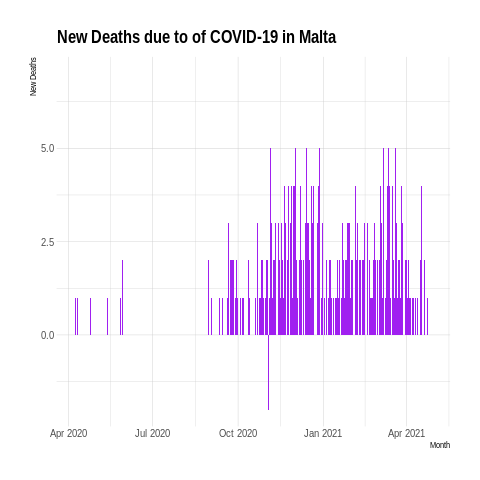 New Deaths due to of COVID-19 in Malta
New Deaths
5.0
2.5
0.0
Apr 2020 Jul 2020 Oct 2020 Jan 2021 Apr 2021
Month